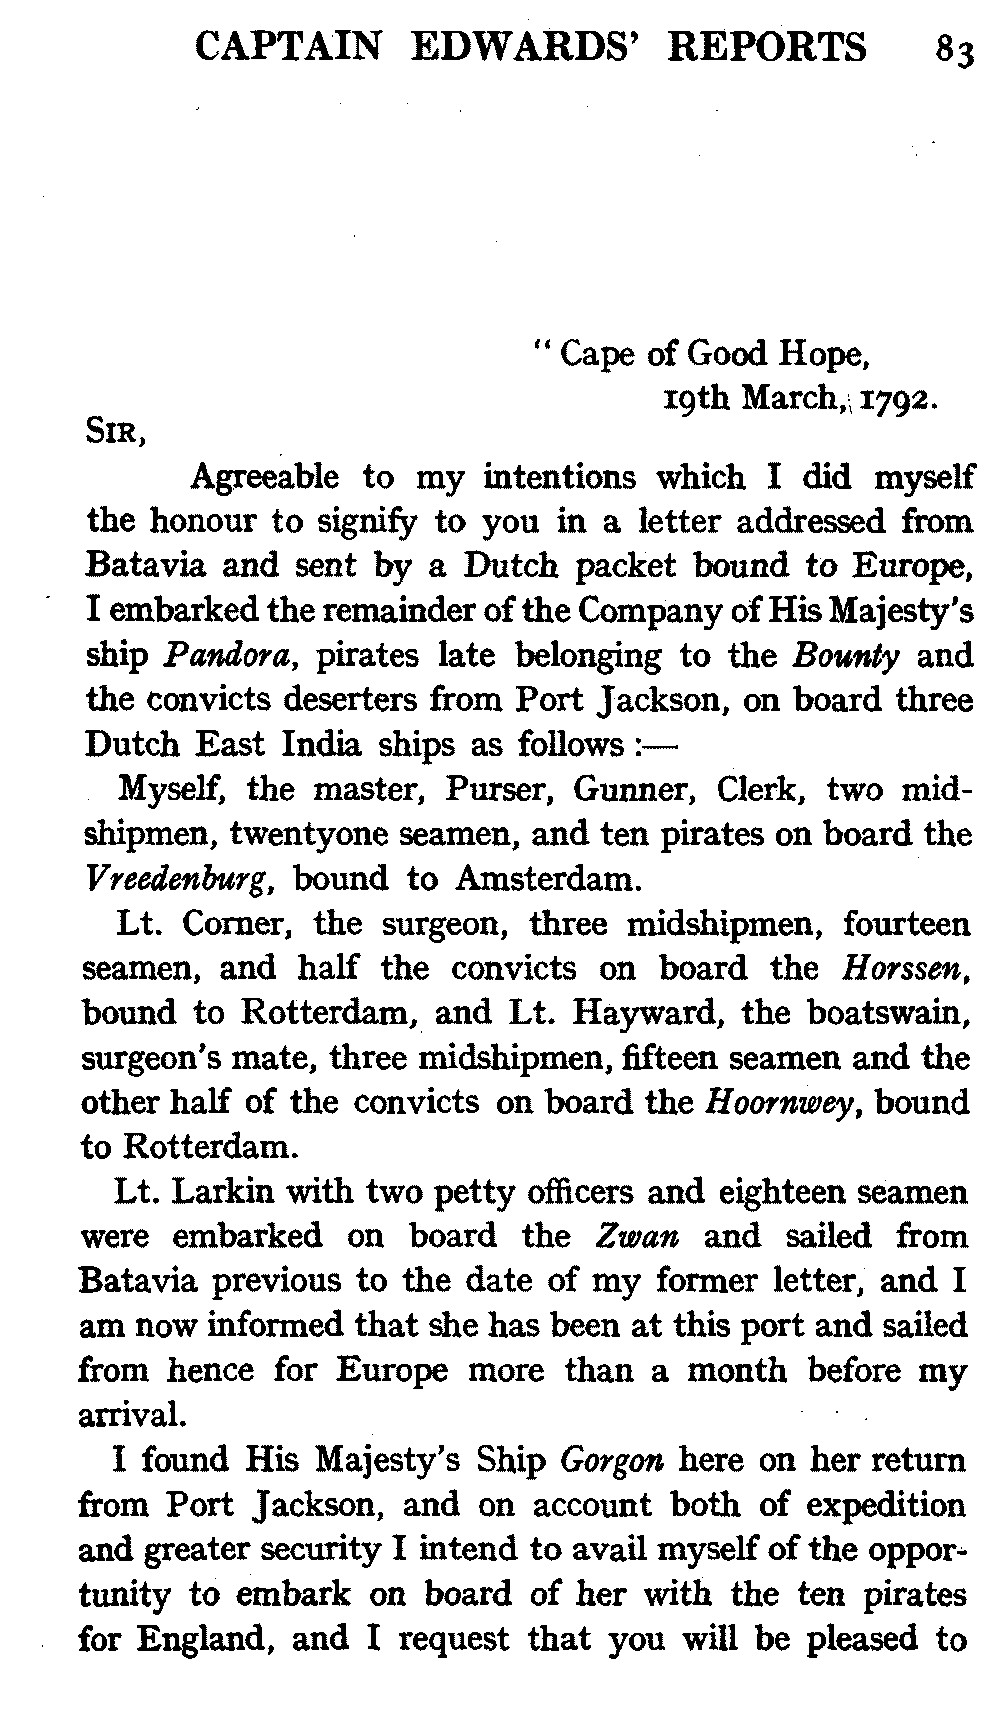 CAPTAIN EDWARDS' REPORTS 83
" Cape of Good Hope,
19th March, 1792.
SIR,
Agreeable to my intentions which I did myself
the honour to signify to you in a letter addressed from
Batavia and sent by a Dutch packet bound to Europe,
I embarked the remainder of the Company of His Majesty's
ship Pandora, pirates late belonging to the Bounty and
the convicts deserters from Port Jackson, on board three
Dutch East India ships as follows :—
Myself, the master, Purser, Gunner, Clerk, two mid-
shipmen, twentyone seamen, and ten pirates on board the
Vreedenburg, bound to Amsterdam.
Lt. Corner, the surgeon, three midshipmen, fourteen
seamen, and half the convicts on board the Horssen,
bound to Rotterdam, and Lt. Hayward, the boatswain,
surgeon's mate, three midshipmen, fifteen seamen and the
other half of the convicts on board the Hoornwey, bound
to Rotterdam.
Lt. Larkin with two petty officers and eighteen seamen
were embarked on board the Zwan and sailed from
Batavia previous to the date of my former letter, and I
am now informed that she has been at this port and sailed
from hence for Europe more than a month before my
arrival.
I found His Majesty's Ship Gorgon here on her return
from Port Jackson, and on account both of expedition
and greater security I intend to avail myself of the oppor-
tunity to embark on board of her with the ten pirates
for England, and I request that you will be pleased to